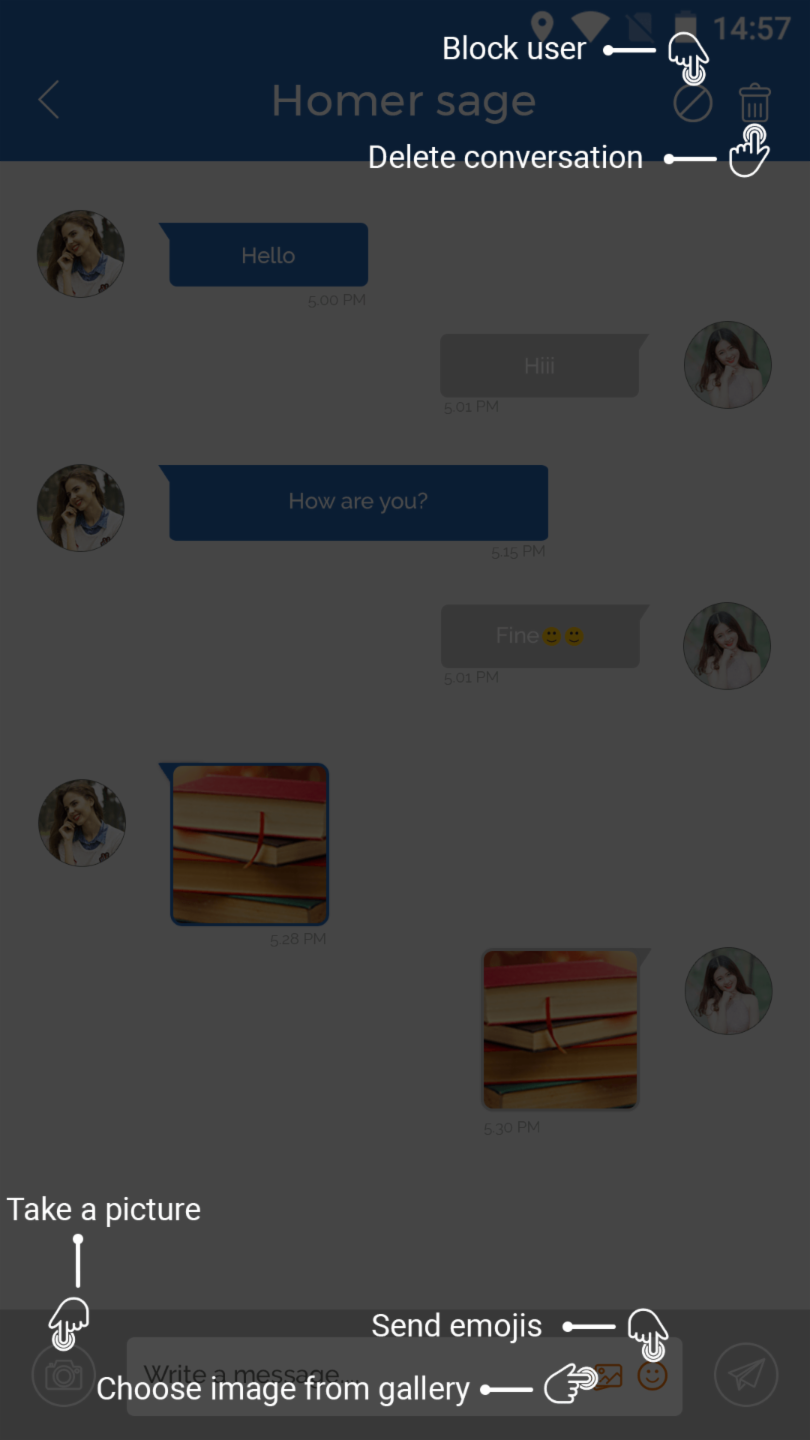 14:57
Block user
Homer sage
Delete conversation
Hello
5.00 PM
Hiii
5.01 PM
How are you?
5.15 PM
Fine
5.01 PM
5.28 PM
5.30 PM
Take a picture
Send emojis
Write a message...
Choose image from gallery